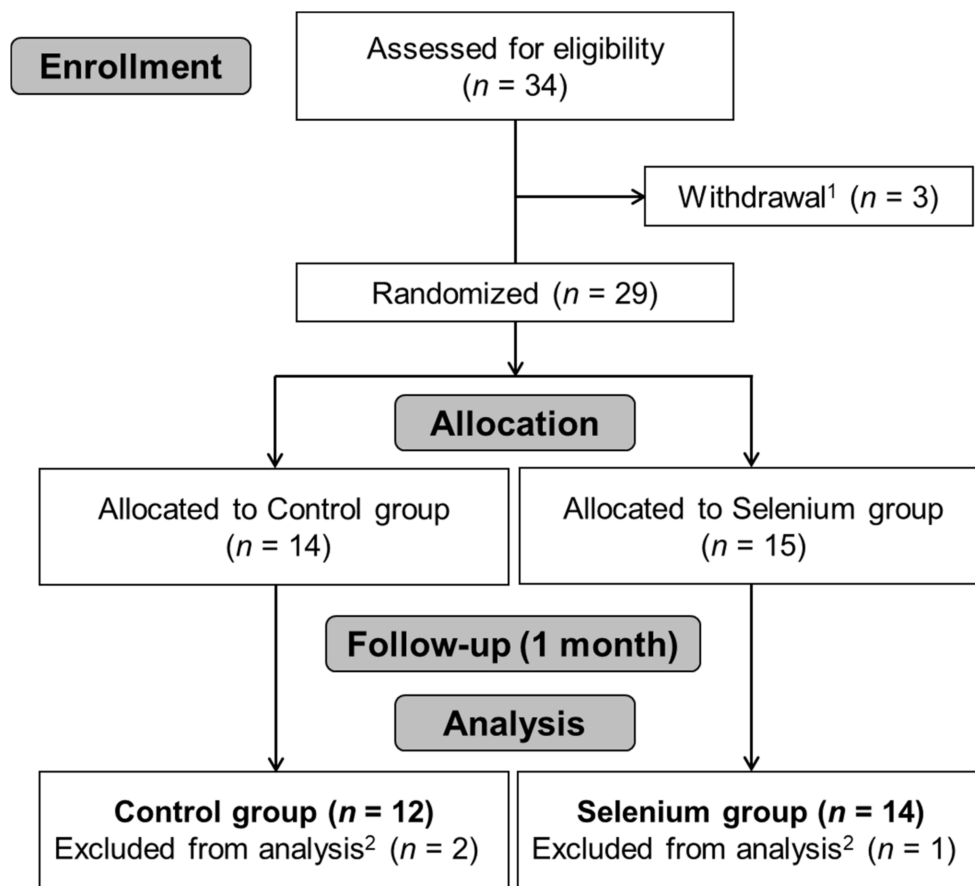 Enrollment
Assessed for eligibility
(n = 34)
Withdrawal¹ (n = 3)
Randomized (n = 29)
Allocation
Allocated to Control group
(n = 14)
Allocated to Selenium group
(n = 15)
Follow-up (1 month)
Analysis
Control group (n = 12)
Excluded from analysis² (n = 2)
Selenium group (n = 14)
Excluded from analysis² (n = 1)